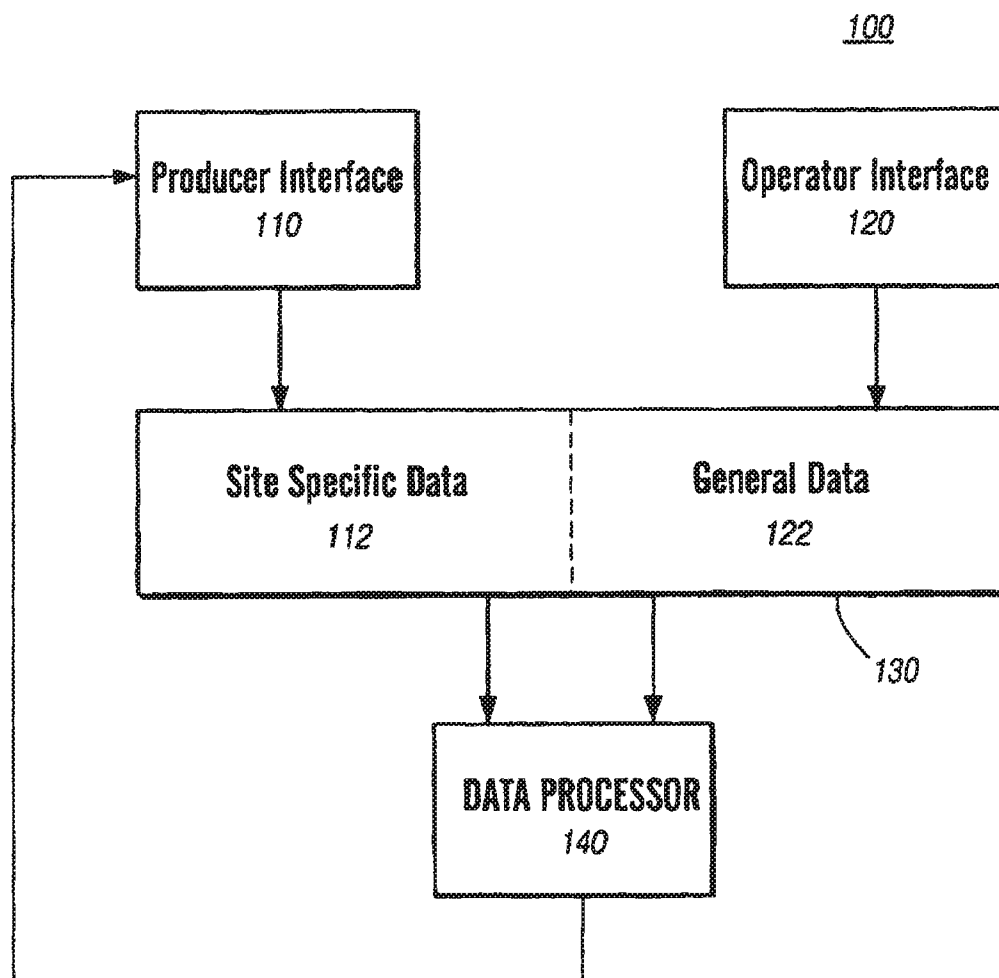 100
Producer Interface
110
Operator Interface
120
Site Specific Data
112
General Data
122
130
DATA PROCESSOR
140